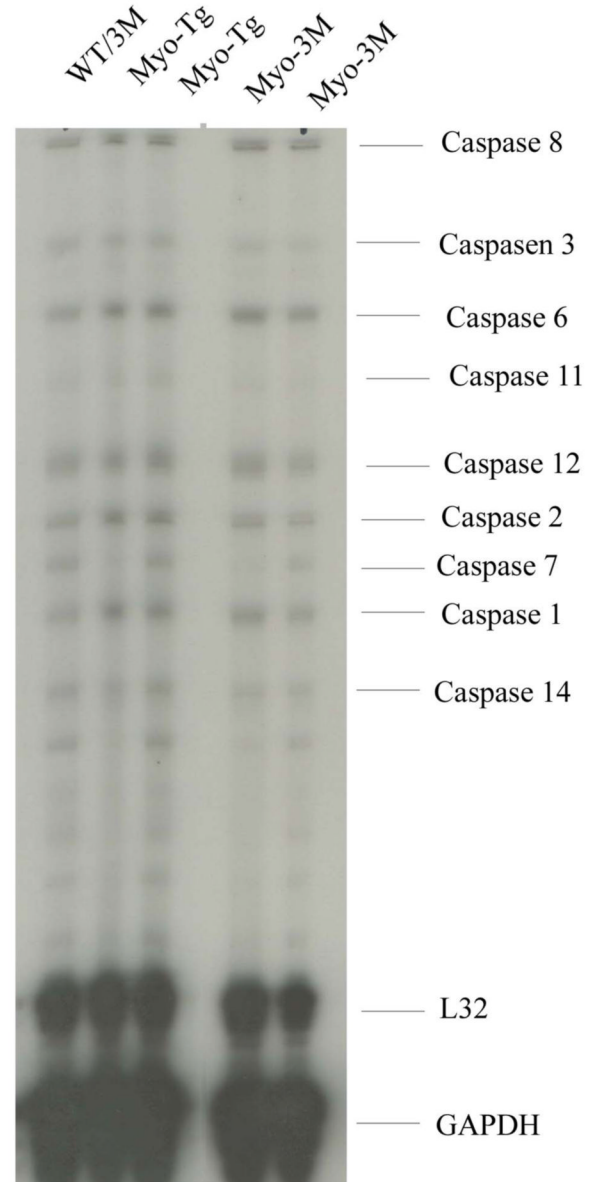 WT/3M
Myo-Tg
Myo-Tg
Myo-3M
Myo-3M
Caspase 8
Caspasen 3
Caspase 6
Caspase 11
Caspase 12
Caspase 2
Caspase 7
Caspase 1
Caspase 14
L32
GAPDH